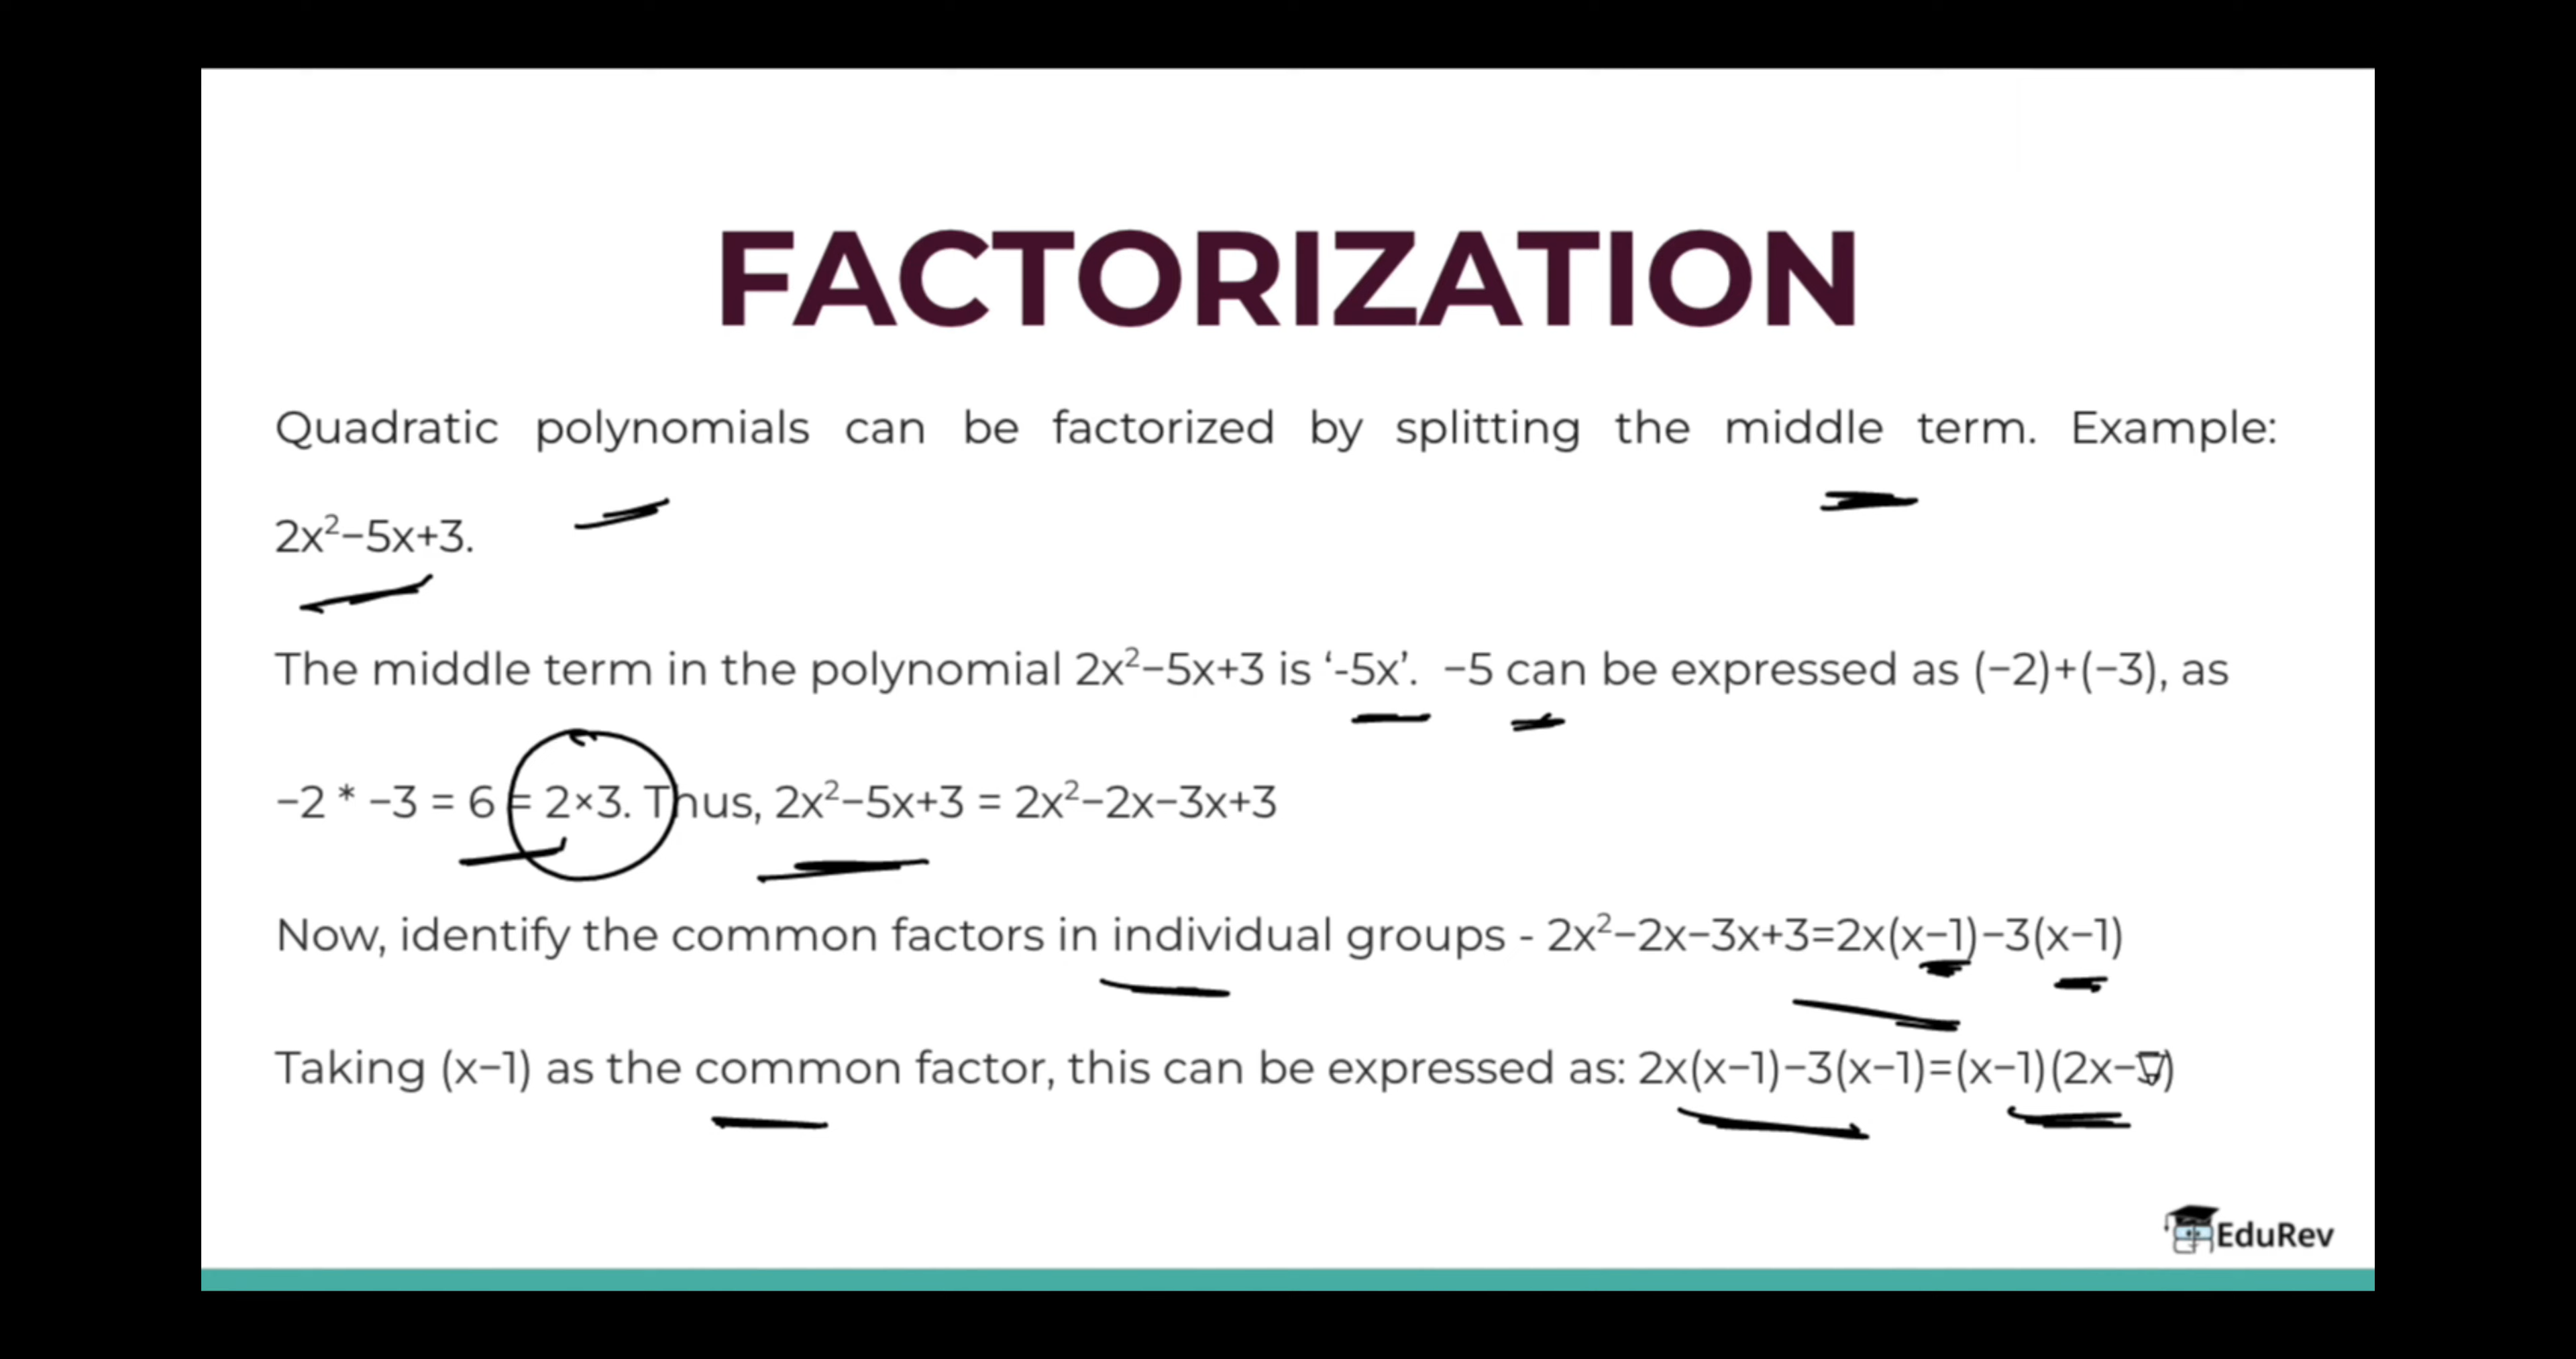 FACTORIZATION
Quadratic polynomials can be factorized by splitting the middle term. Example:
2x²−5x+3.
The middle term in the polynomial 2x²−5x+3 is ‘-5x’. −5 can be expressed as (−2)+(−3), as
−2 * −3 = 6 = 2×3. Thus, 2x²−5x+3 = 2x²−2x−3x+3
Now, identify the common factors in individual groups - 2x²−2x−3x+3=2x(x−1)−3(x−1)
Taking (x−1) as the common factor, this can be expressed as: 2x(x−1)−3(x−1)=(x−1)(2x−3)
EduRev